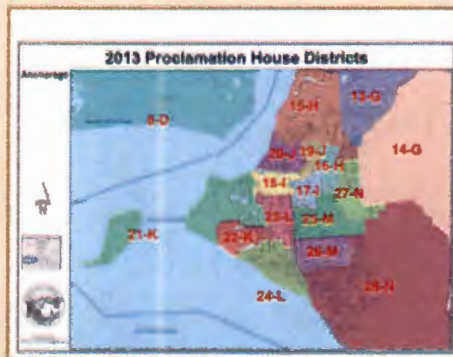 2013 Proclamation House Districts
Anchorage
15-H
13-G
8-D
20-J
19-J
16-H
14-G
18-I
17-I
27-N
21-K
23-L
25-M
22-K
26-M
24-L
28-N